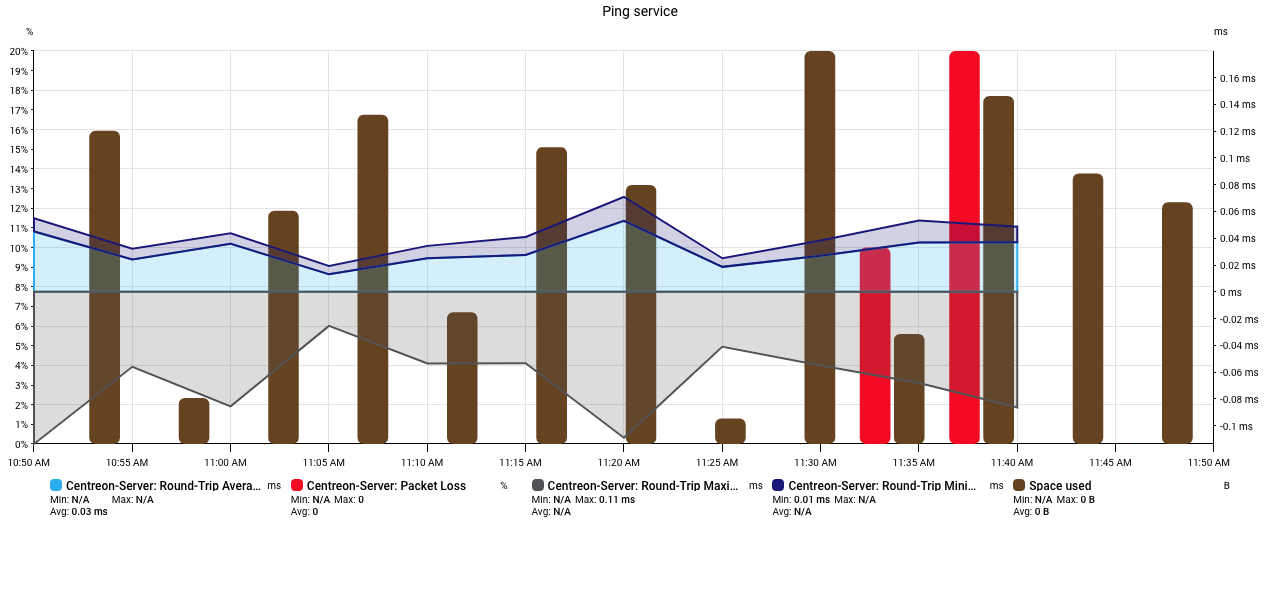 Ping service
% ms
20%
19%
18%
17%
16%
15%
14%
13%
12%
11%
10%
9%
8%
7%
6%
5%
4%
3%
2%
1%
0%
0.16 ms
0.14 ms
0.12 ms
0.1 ms
0.08 ms
0.06 ms
0.04 ms
0.02 ms
0 ms
-0.02 ms
-0.04 ms
-0.06 ms
-0.08 ms
-0.1 ms
10:50 AM 10:55 AM 11:00 AM 11:05 AM 11:10 AM 11:15 AM 11:20 AM 11:25 AM 11:30 AM 11:35 AM 11:40 AM 11:45 AM 11:50 AM
Centreon-Server: Round-Trip Avera... ms Centreon-Server: Packet Loss % Centreon-Server: Round-Trip Maxi... ms Centreon-Server: Round-Trip Mini... ms Space used B
Min: N/A Max: N/A Min: N/A Max: 0 Min: N/A Max: 0.11 ms Min: 0.01 ms Max: N/A Min: N/A Max: 0 B
Avg: 0.03 ms Avg: 0 Avg: N/A Avg: N/A Avg: 0 B